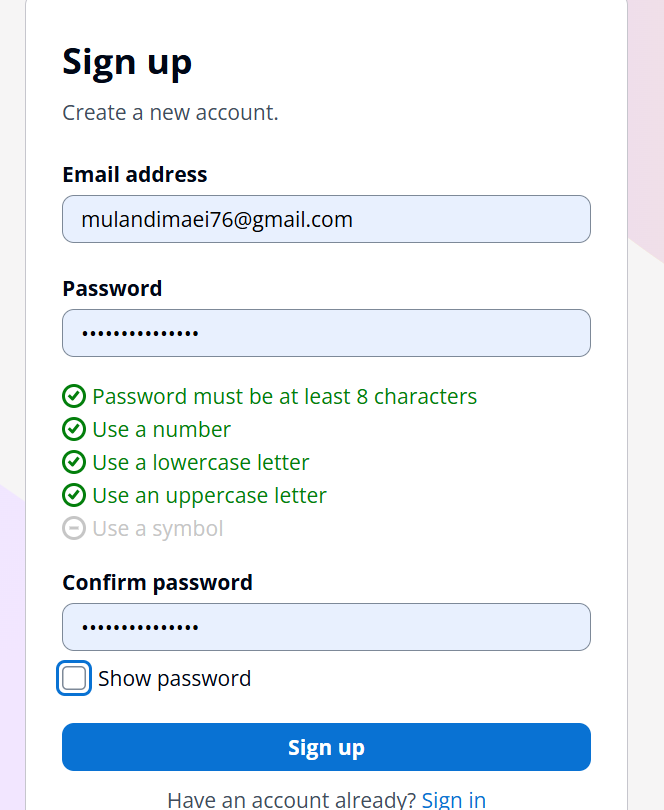 Sign up
Create a new account.
Email address
mulandimaei76@gmail.com
Password
•••••••••••••••
Password must be at least 8 characters
Use a number
Use a lowercase letter
Use an uppercase letter
Use a symbol
Confirm password
•••••••••••••••
Show password
Sign up
Have an account already? Sign in